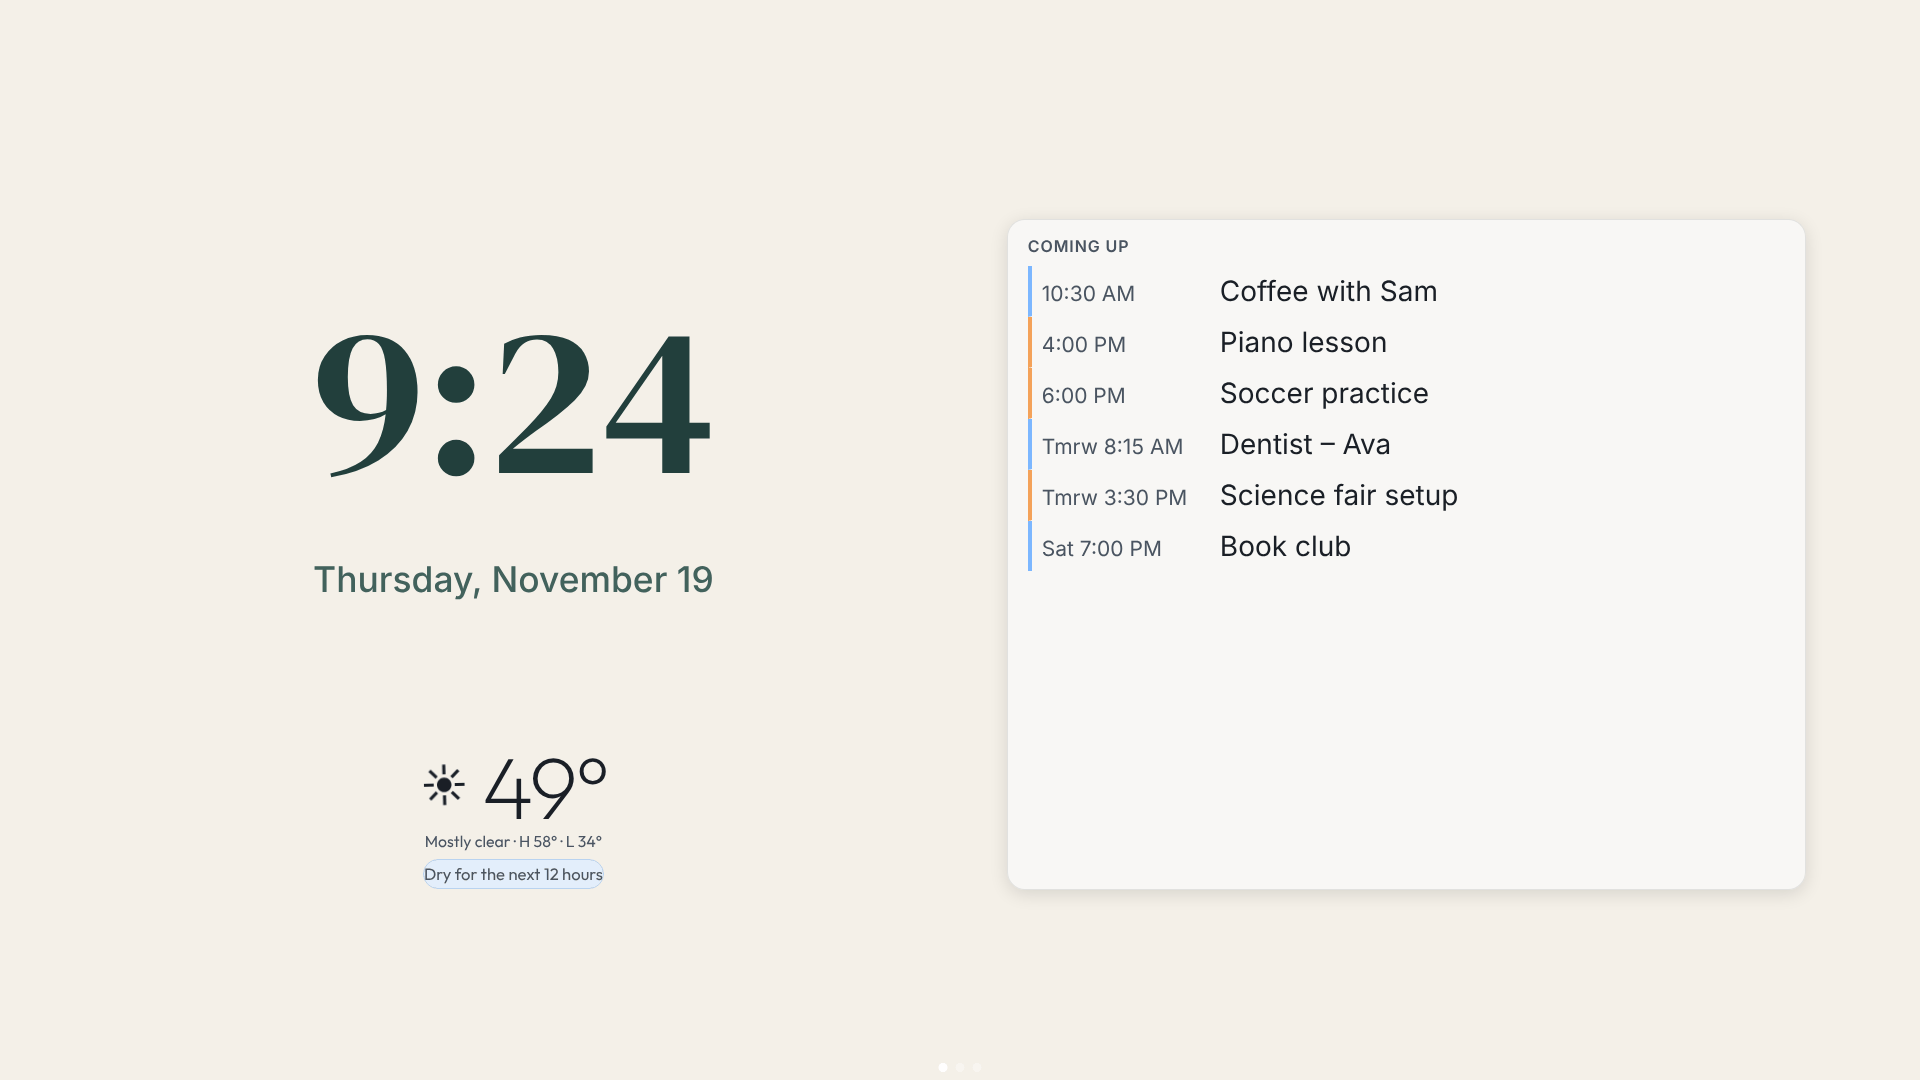 9:24
Thursday, November 19
49°
Mostly clear · H 58° · L 34°
Dry for the next 12 hours
COMING UP
10:30 AM Coffee with Sam
4:00 PM Piano lesson
6:00 PM Soccer practice
Tmrw 8:15 AM Dentist – Ava
Tmrw 3:30 PM Science fair setup
Sat 7:00 PM Book club